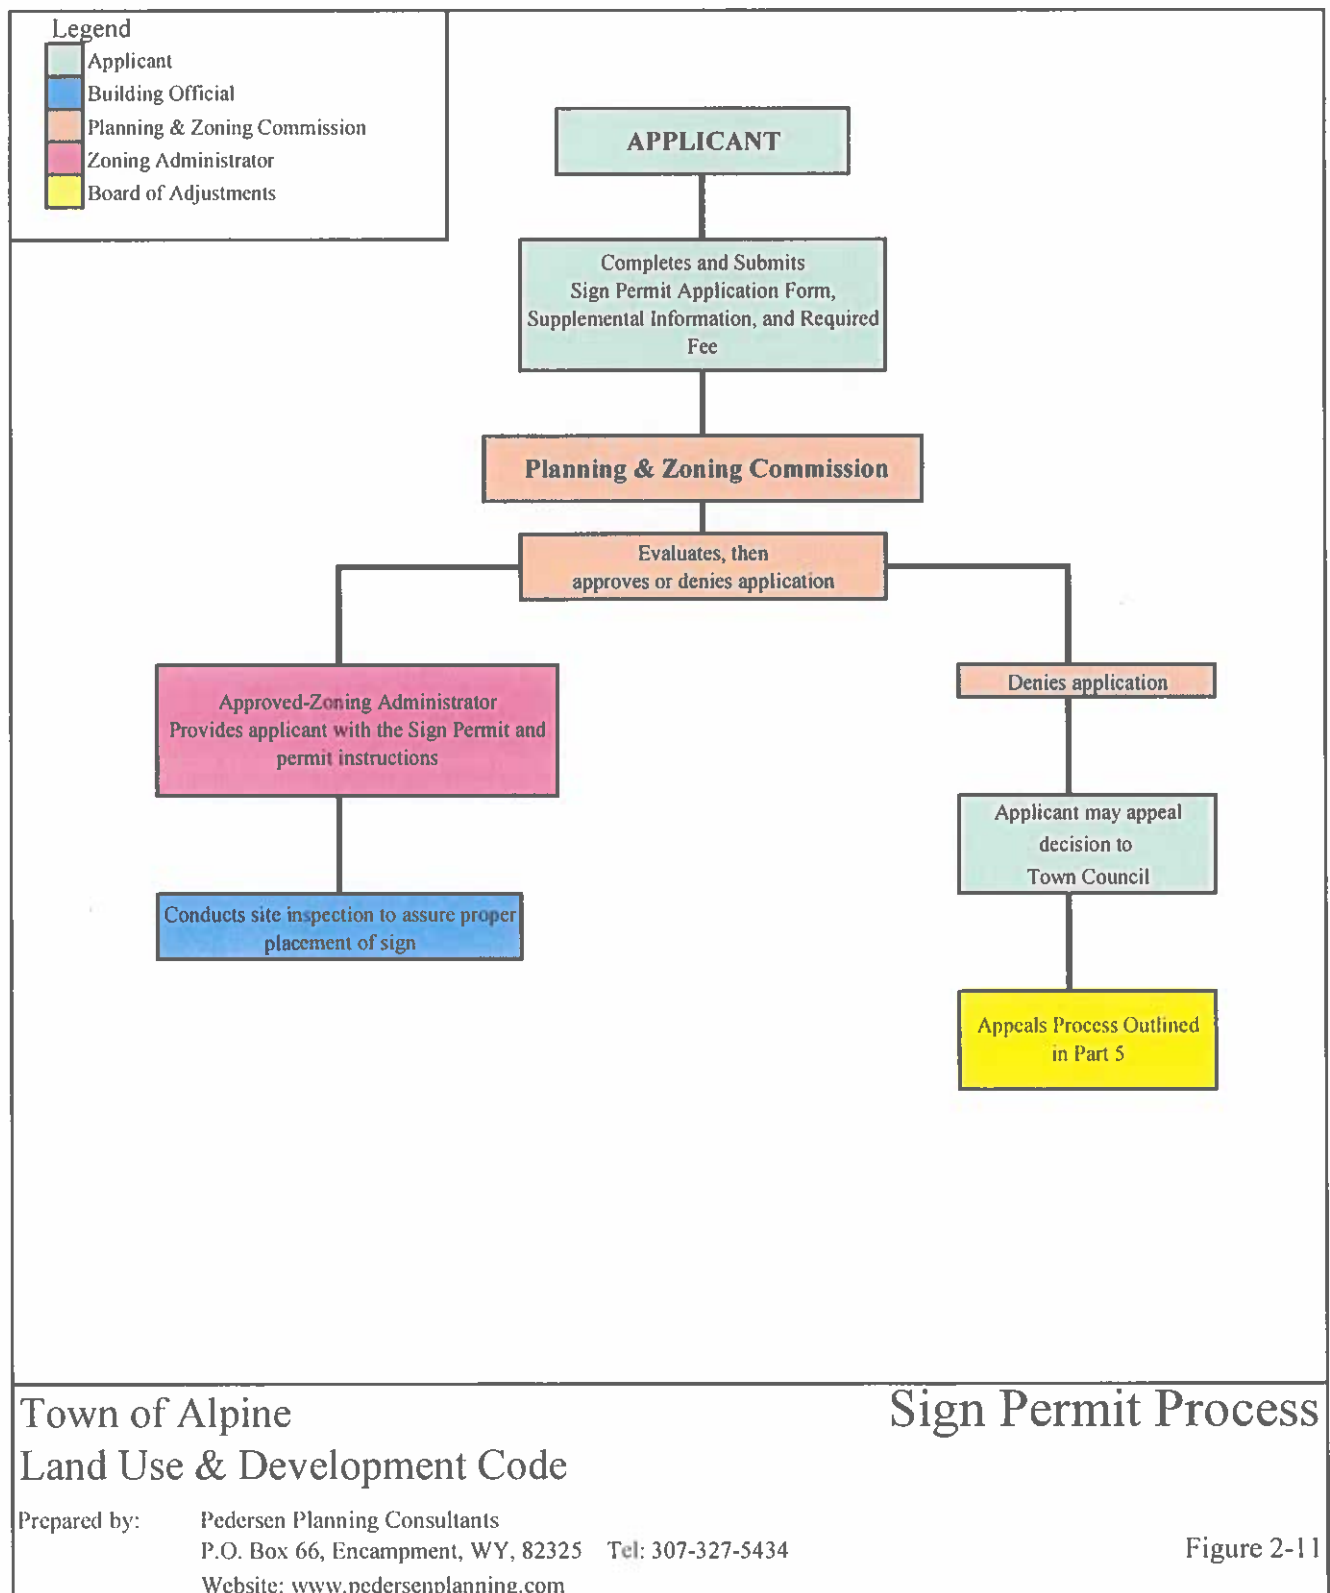 Legend
Applicant
Building Official
Planning & Zoning Commission
Zoning Administrator
Board of Adjustments
APPLICANT
Completes and Submits
Sign Permit Application Form,
Supplemental Information, and Required
Fee
Planning & Zoning Commission
Evaluates, then
approves or denies application
Approved-Zoning Administrator
Provides applicant with the Sign Permit and
permit instructions
Denies application
Applicant may appeal
decision to
Town Council
Conducts site inspection to assure proper
placement of sign
Appeals Process Outlined
in Part 5
Town of Alpine
Land Use & Development Code
Sign Permit Process
Prepared by: Pedersen Planning Consultants
P.O. Box 66, Encampment, WY, 82325 Tel: 307-327-5434
Website: www.pedersenplanning.com
Figure 2-11